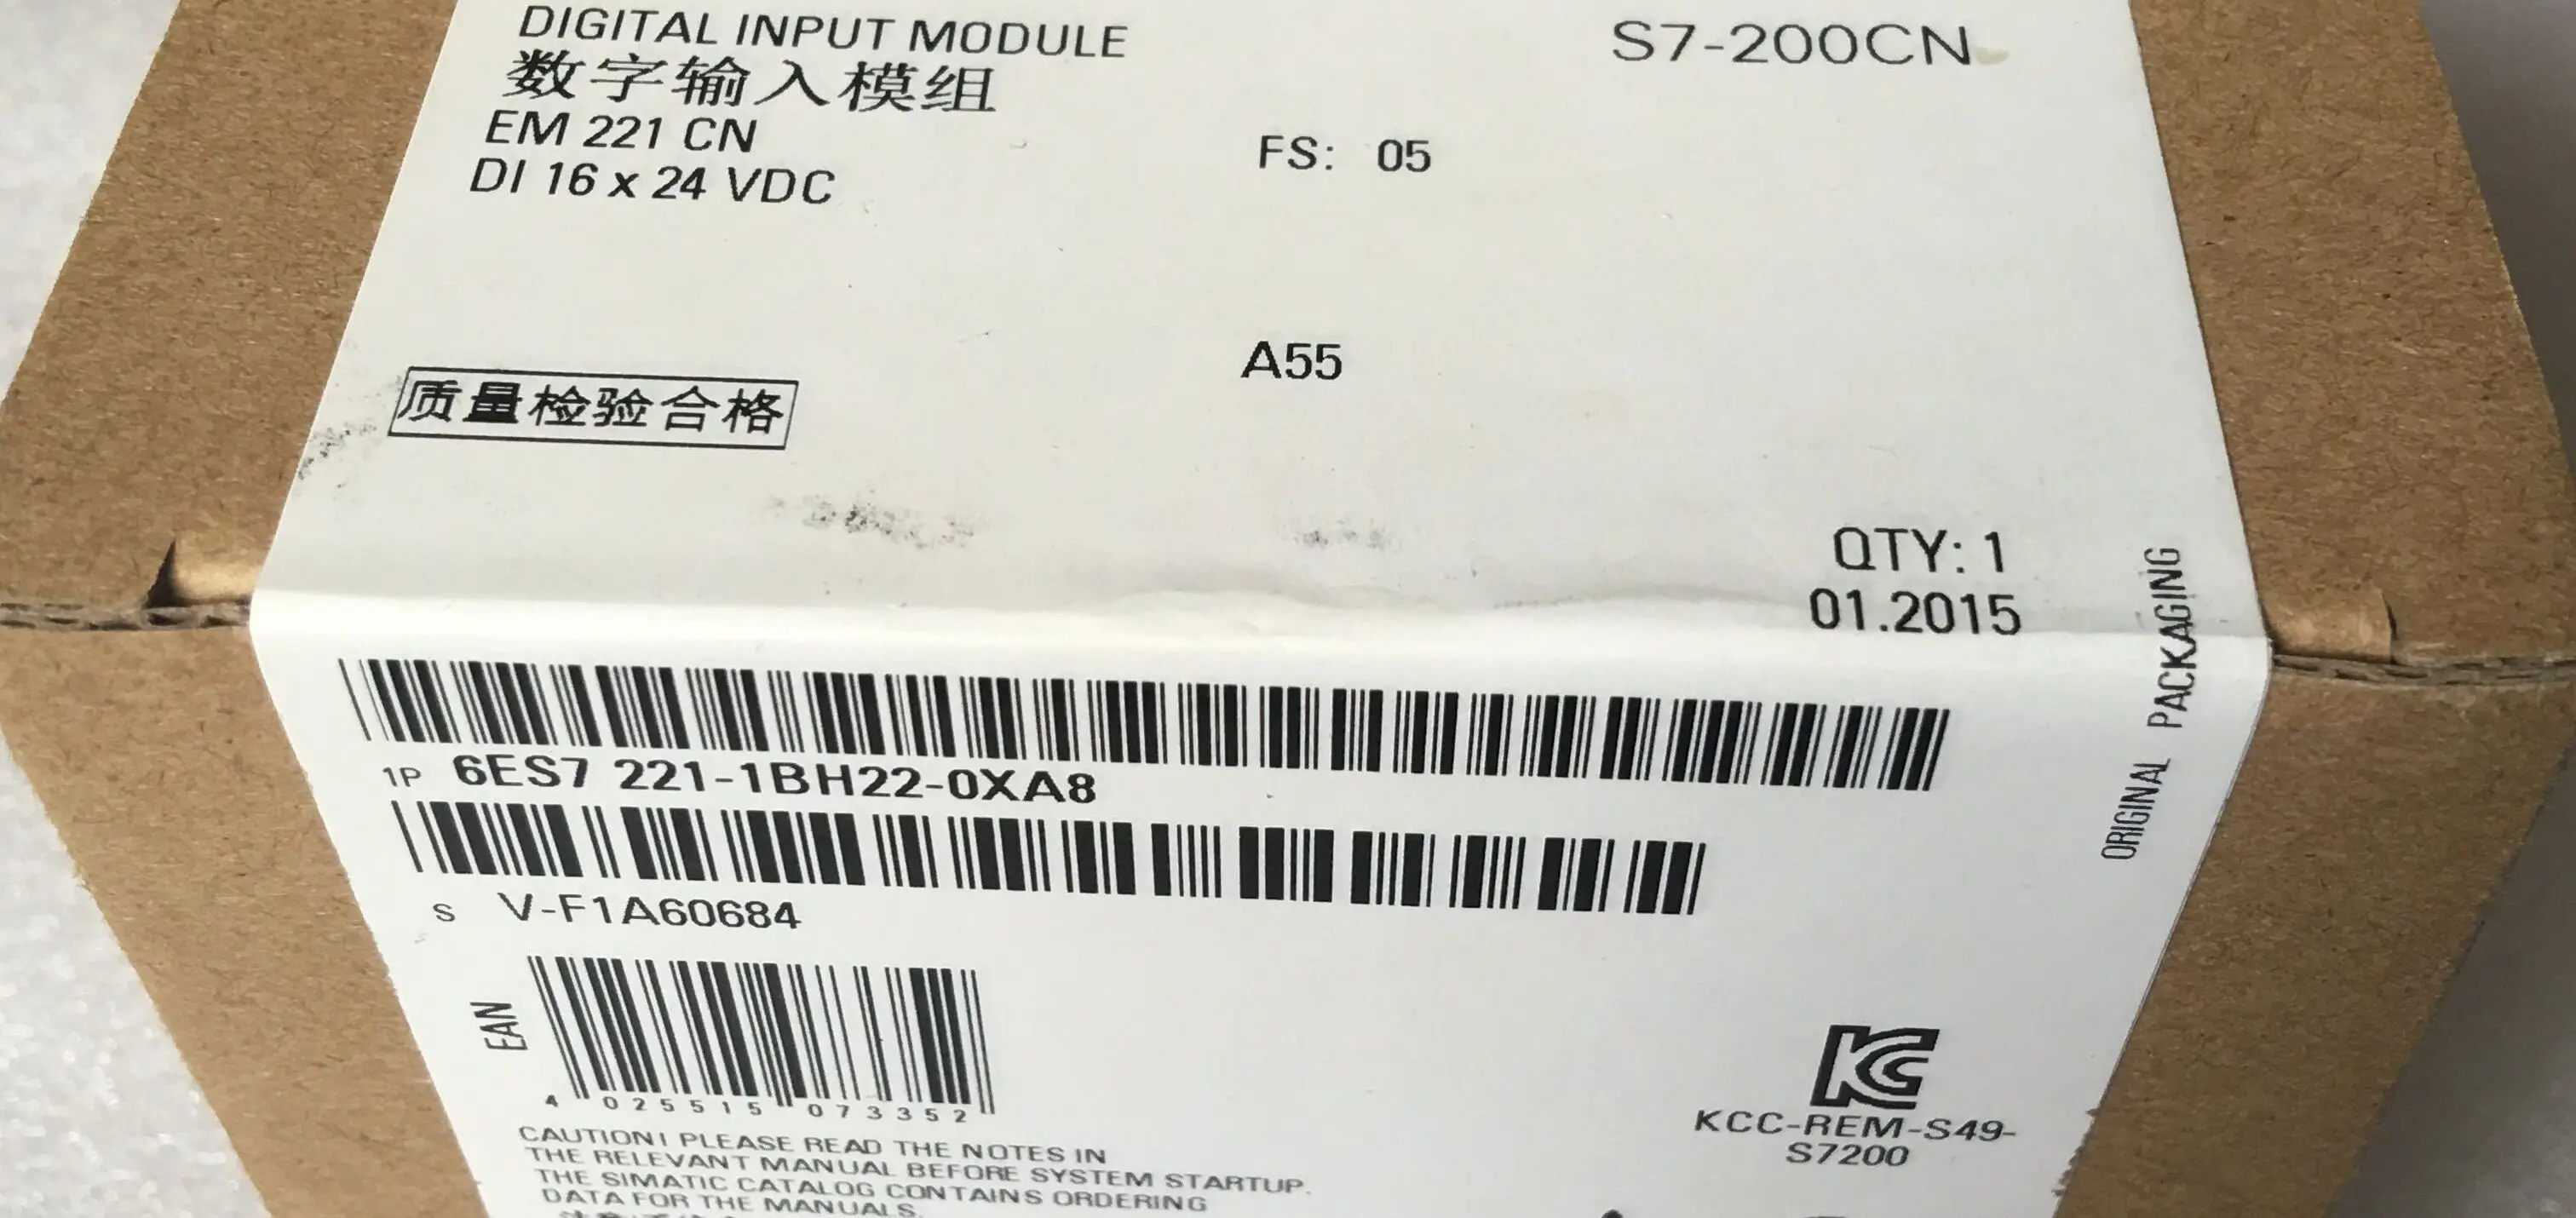 DIGITAL INPUT MODULE
S7-200CN
数字输入模组
EM 221 CN
FS: 05
DI 16 x 24 VDC
A55
质量检验合格
QTY: 1
01.2015
ORIGINAL PACKAGING
1P 6ES7 221-1BH22-0XA8
S V-F1A60684
EAN
4 025515 073352
KCC-REM-S49-
S7200
CAUTION! PLEASE READ THE NOTES IN
THE RELEVANT MANUAL BEFORE SYSTEM STARTUP.
THE SIMATIC CATALOG CONTAINS ORDERING
DATA FOR THE MANUALS.